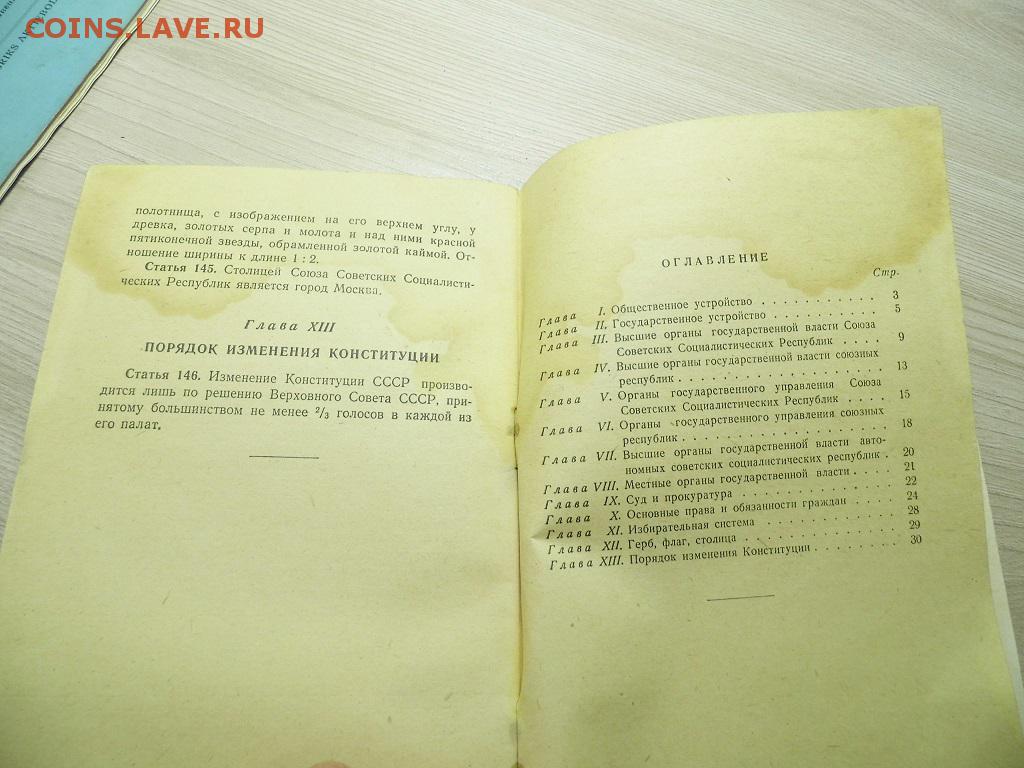 COINS.LAVE.RU
BRIKS AKTIEBOL
полотнища, с изображением на его верхнем углу, у
древка, золотых серпа и молота и над ними красной
пятиконечной звезды, обрамленной золотой каймой. От-
ношение ширины к длине 1 : 2.
Статья 145. Столицей Союза Советских Социалисти-
ческих Республик является город Москва.
Глава XIII
ПОРЯДОК ИЗМЕНЕНИЯ КОНСТИТУЦИИ
Статья 146. Изменение Конституции СССР произво-
дится лишь по решению Верховного Совета СССР, при-
нятому большинством не менее 2/3 голосов в каждой из
его палат.
ОГЛАВЛЕНИЕ
Стр.
Глава I. Общественное устройство . . . . . . . . . . . 3
Глава II. Государственное устройство . . . . . . . . . . 5
Глава III. Высшие органы государственной власти Союза
Советских Социалистических Республик . . . . 9
Глава IV. Высшие органы государственной власти союзных
республик . . . . . . . . . . . . . . . . . . 13
Глава V. Органы государственного управления Союза
Советских Социалистических Республик . . . . 15
Глава VI. Органы государственного управления союзных
республик . . . . . . . . . . . . . . . . . . 18
Глава VII. Высшие органы государственной власти авто-
номных советских социалистических республик . 20
Глава VIII. Местные органы государственной власти . . . . 21
Глава IX. Суд и прокуратура . . . . . . . . . . . . . 22
Глава X. Основные права и обязанности граждан . . . . 24
Глава XI. Избирательная система . . . . . . . . . . . 28
Глава XII. Герб, флаг, столица . . . . . . . . . . . . . 29
Глава XIII. Порядок изменения Конституции . . . . . . . . 30